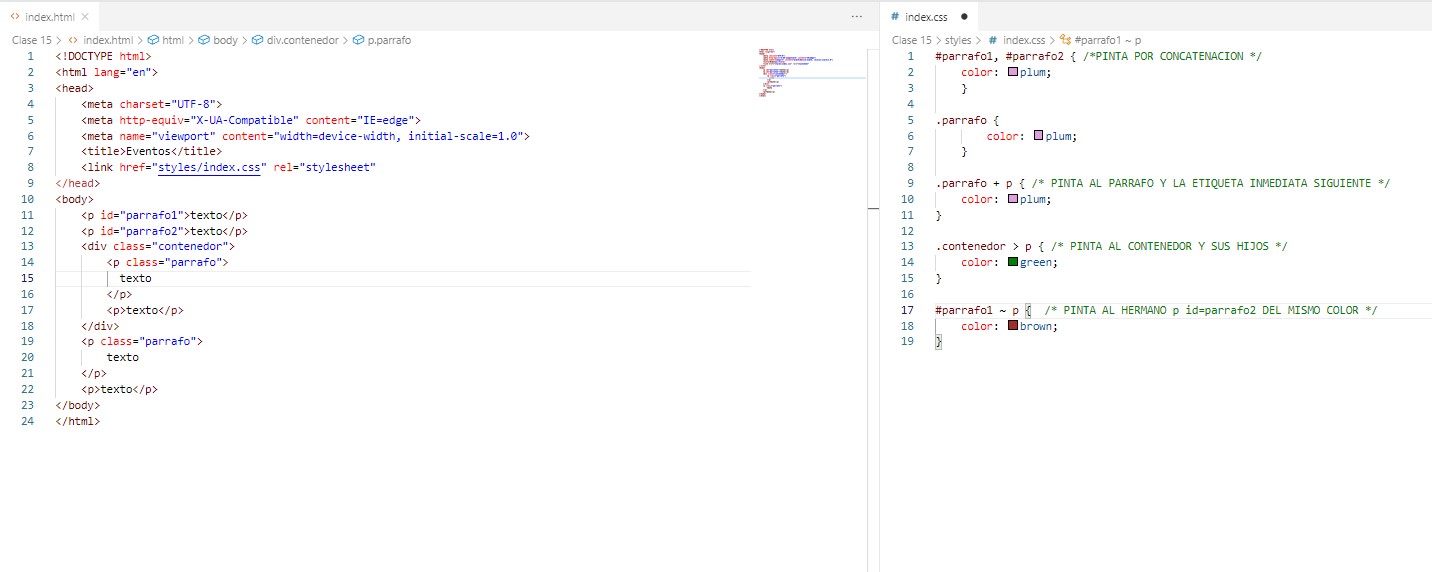 index.html
Clase 15 > index.html > html > body > div.contenedor > p.parrafo
1 <!DOCTYPE html>
2 <html lang="en">
3 <head>
4 <meta charset="UTF-8">
5 <meta http-equiv="X-UA-Compatible" content="IE=edge">
6 <meta name="viewport" content="width=device-width, initial-scale=1.0">
7 <title>Eventos</title>
8 <link href="styles/index.css" rel="stylesheet"
9 </head>
10 <body>
11 <p id="parrafo1">texto</p>
12 <p id="parrafo2">texto</p>
13 <div class="contenedor">
14 <p class="parrafo">
15 texto
16 </p>
17 <p>texto</p>
18 </div>
19 <p class="parrafo">
20 texto
21 </p>
22 <p>texto</p>
23 </body>
24 </html>
# index.css
Clase 15 > styles > # index.css > #parrafo1 ~ p
1 #parrafo1, #parrafo2 { /*PINTA POR CONCATENACION */
2 color: plum;
3 }
4
5 .parrafo {
6 color: plum;
7 }
8
9 .parrafo + p { /* PINTA AL PARRAFO Y LA ETIQUETA INMEDIATA SIGUIENTE */
10 color: plum;
11 }
12
13 .contenedor > p { /* PINTA AL CONTENEDOR Y SUS HIJOS */
14 color: green;
15 }
16
17 #parrafo1 ~ p { /* PINTA AL HERMANO p id=parrafo2 DEL MISMO COLOR */
18 color: brown;
19 }